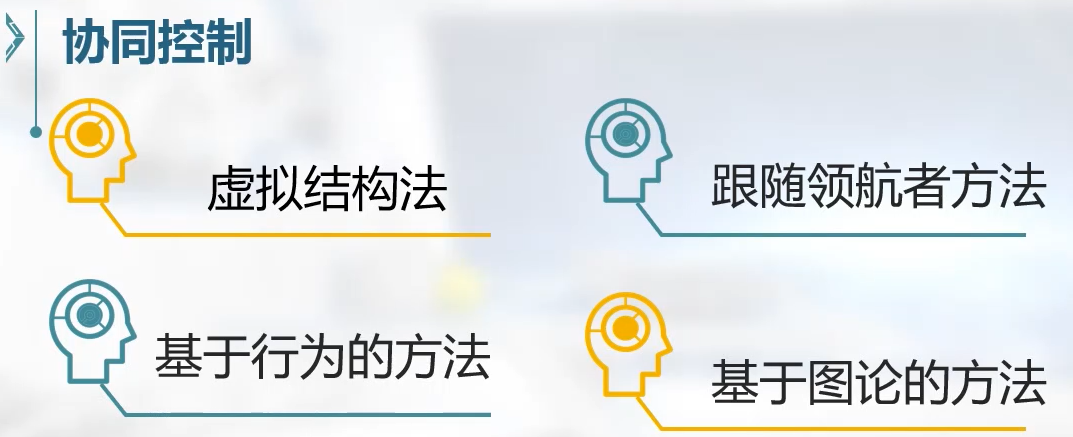 协同控制
虚拟结构法
跟随领航者方法
基于行为的方法
基于图论的方法